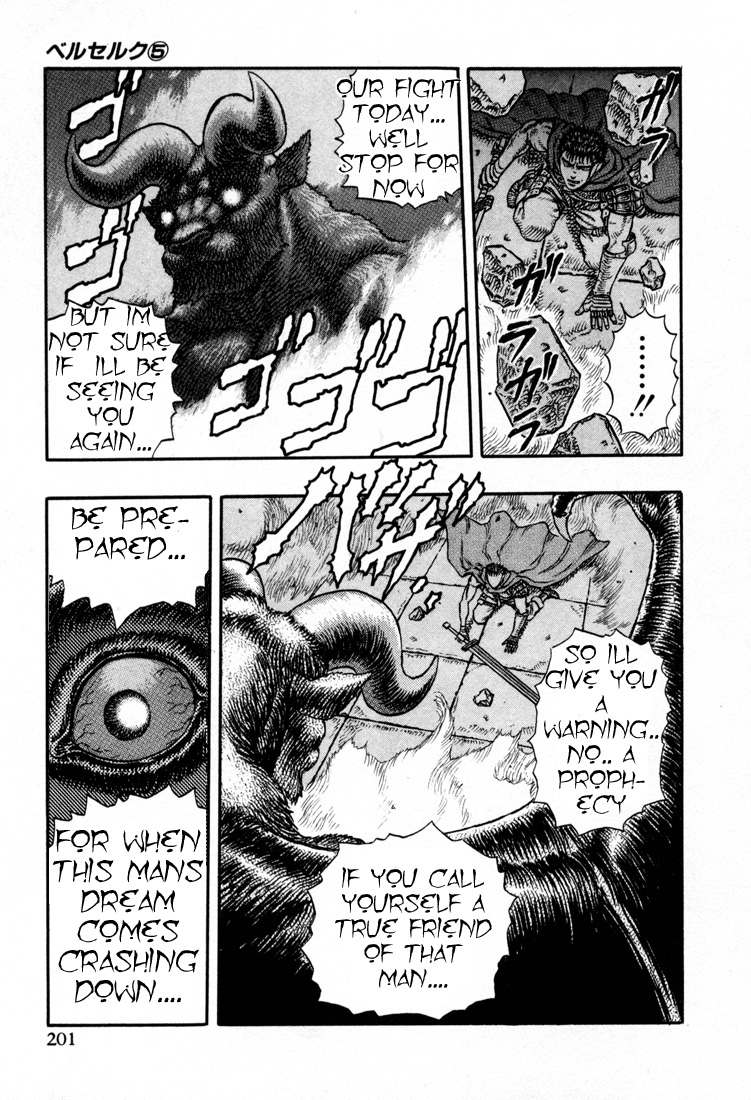 ベルセルク⑤
ガラ
ガラガラ
……!!
OUR FIGHT
TODAY...
WELL
STOP FOR
NOW
ゴ
ゴ
ゴゴゴ
BUT IM
NOT SURE
IF ILL BE
SEEING
YOU
AGAIN...
バサ
SO ILL
GIVE YOU
A
WARNING..
NO.. A
PROPH-
ECY
IF YOU CALL
YOURSELF A
TRUE FRIEND
OF THAT
MAN....
BE PRE-
PARED...
FOR WHEN
THIS MANS
DREAM
COMES
CRASHING
DOWN....
201